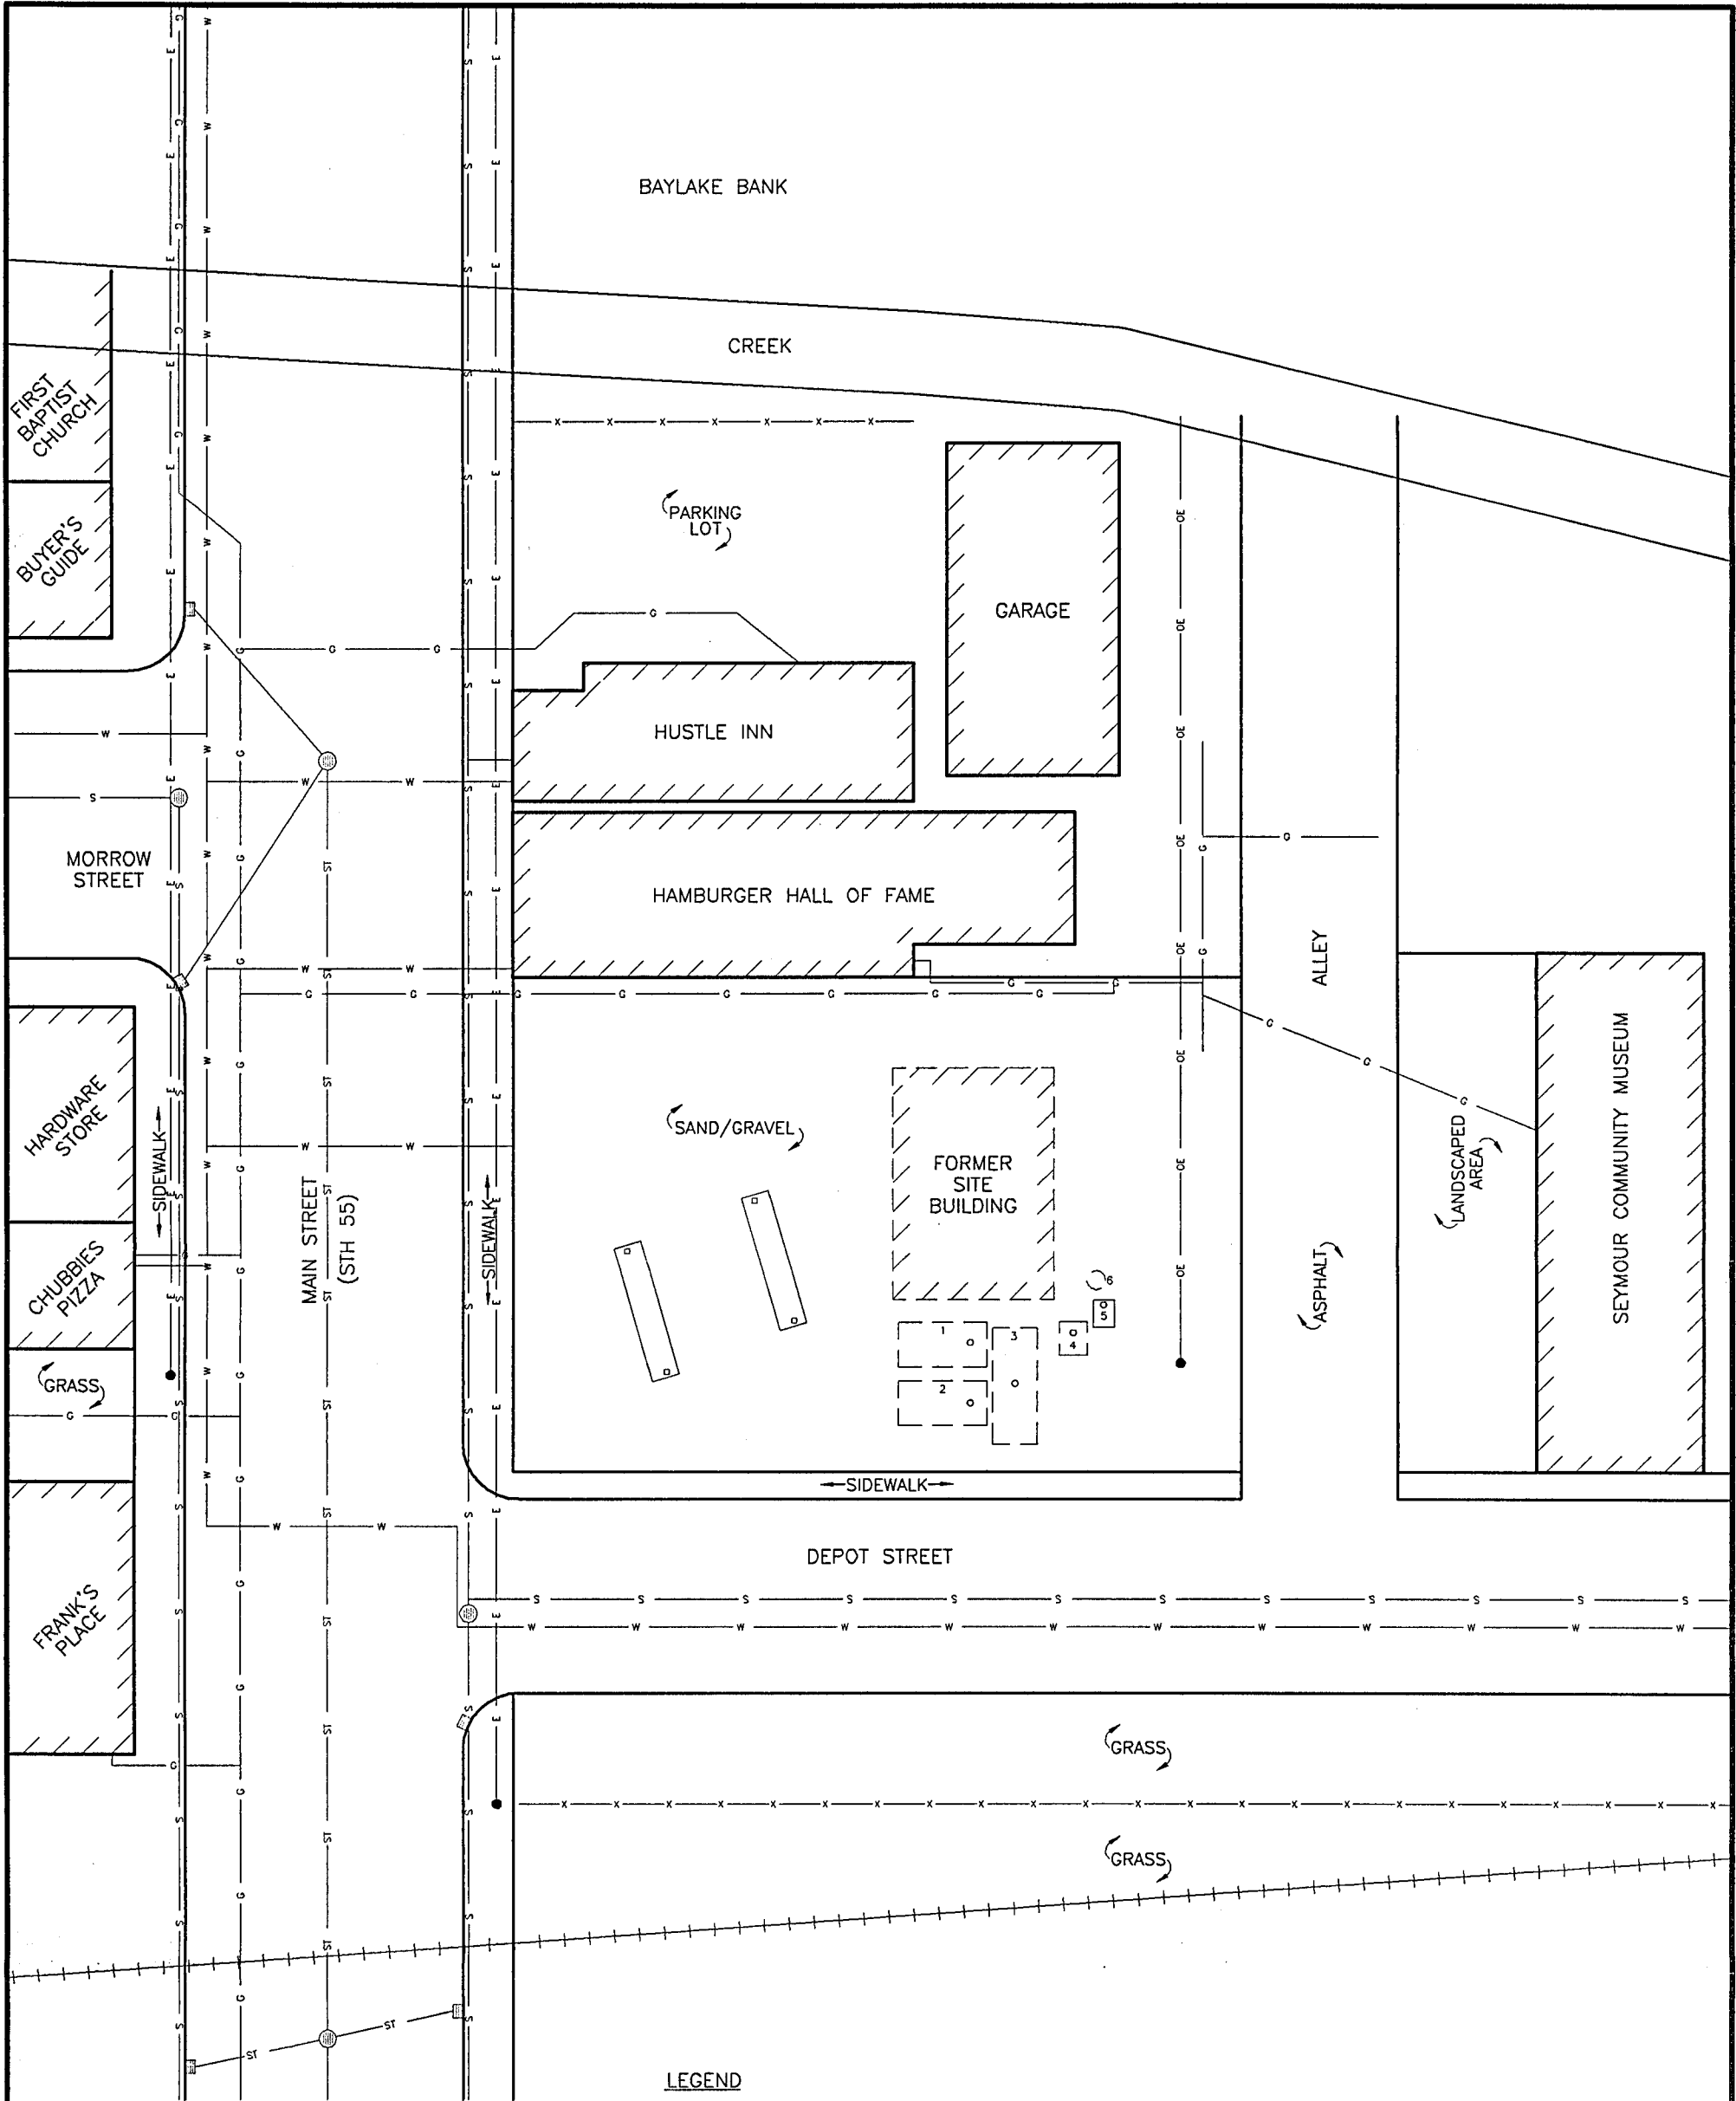 BAYLAKE BANK
CREEK
FIRST
BAPTIST
CHURCH
BUYER'S
GUIDE
PARKING
LOT
GARAGE
HUSTLE INN
MORROW
STREET
HAMBURGER HALL OF FAME
ALLEY
HARDWARE
STORE
SIDEWALK
MAIN STREET
(STH 55)
SIDEWALK
SAND/GRAVEL
FORMER
SITE
BUILDING
LANDSCAPED
AREA
SEYMOUR COMMUNITY MUSEUM
CHUBBIES
PIZZA
ASPHALT
6
5
4
3
1
2
GRASS
SIDEWALK
DEPOT STREET
FRANK'S
PLACE
GRASS
GRASS
LEGEND